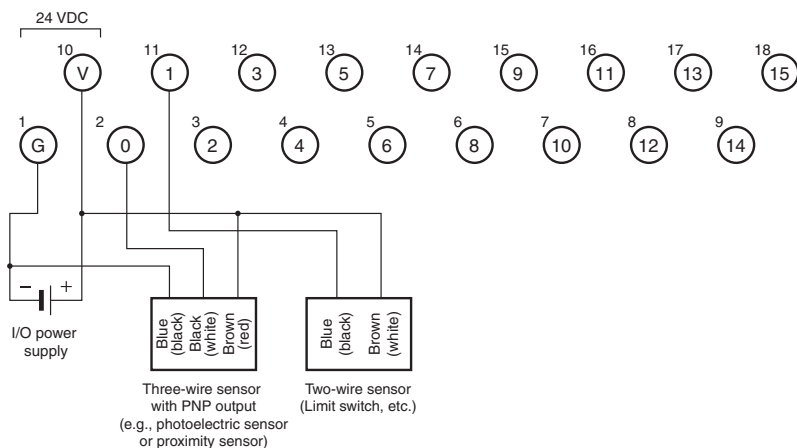 24 VDC
10 11 12 13 14 15 16 17 18
V 1 3 5 7 9 11 13 15
1 2 3 4 5 6 7 8 9
G 0 2 4 6 8 10 12 14
− +
I/O power
supply
Blue
(black)
Black
(white)
Brown
(red)
Blue
(black)
Brown
(white)
Three-wire sensor
with PNP output
(e.g., photoelectric sensor
or proximity sensor)
Two-wire sensor
(Limit switch, etc.)